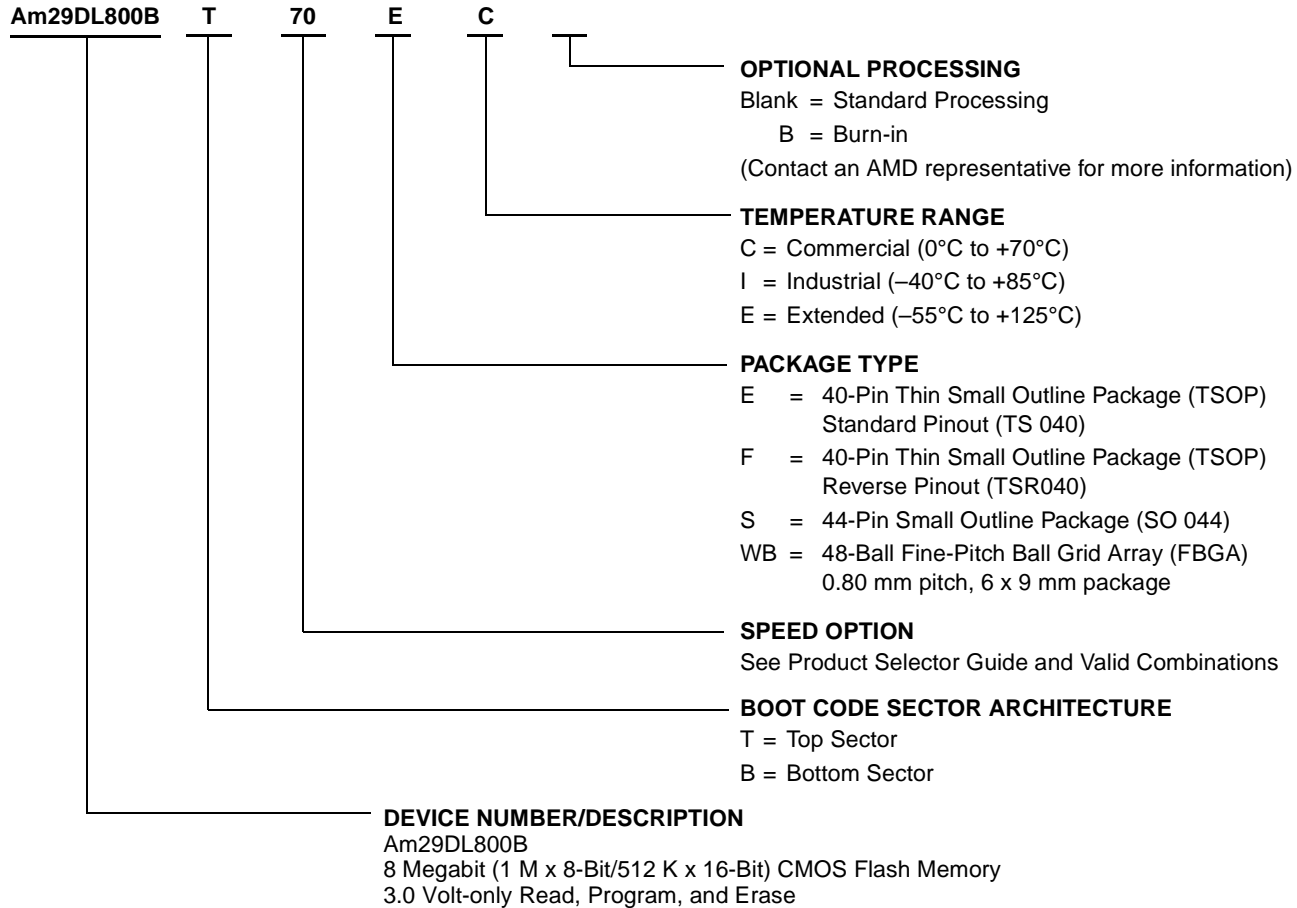 Am29DL800B T 70 E C
OPTIONAL PROCESSING
Blank = Standard Processing
B = Burn-in
(Contact an AMD representative for more information)
TEMPERATURE RANGE
C = Commercial (0°C to +70°C)
I = Industrial (–40°C to +85°C)
E = Extended (–55°C to +125°C)
PACKAGE TYPE
E = 40-Pin Thin Small Outline Package (TSOP)
Standard Pinout (TS 040)
F = 40-Pin Thin Small Outline Package (TSOP)
Reverse Pinout (TSR040)
S = 44-Pin Small Outline Package (SO 044)
WB = 48-Ball Fine-Pitch Ball Grid Array (FBGA)
0.80 mm pitch, 6 x 9 mm package
SPEED OPTION
See Product Selector Guide and Valid Combinations
BOOT CODE SECTOR ARCHITECTURE
T = Top Sector
B = Bottom Sector
DEVICE NUMBER/DESCRIPTION
Am29DL800B
8 Megabit (1 M x 8-Bit/512 K x 16-Bit) CMOS Flash Memory
3.0 Volt-only Read, Program, and Erase